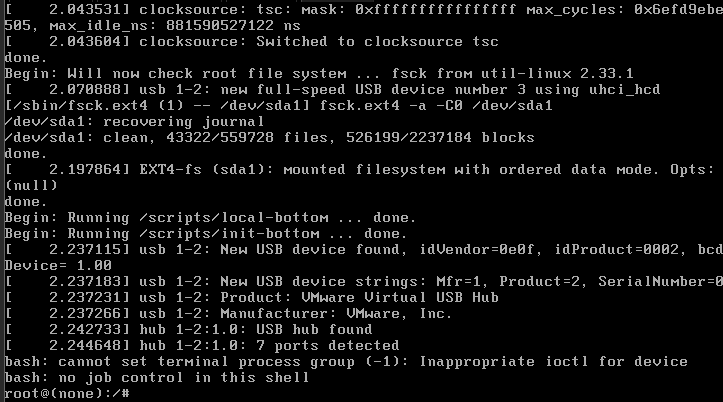 [    2.043531] clocksource: tsc: mask: 0xffffffffffffffff max_cycles: 0x6efd9ebe
505, max_idle_ns: 881590527122 ns
[    2.043604] clocksource: Switched to clocksource tsc
done.
Begin: Will now check root file system ... fsck from util-linux 2.33.1
[    2.070888] usb 1-2: new full-speed USB device number 3 using uhci_hcd
[/sbin/fsck.ext4 (1) -- /dev/sda1] fsck.ext4 -a -C0 /dev/sda1
/dev/sda1: recovering journal
/dev/sda1: clean, 43322/559728 files, 526199/2237184 blocks
done.
[    2.197864] EXT4-fs (sda1): mounted filesystem with ordered data mode. Opts:
(null)
done.
Begin: Running /scripts/local-bottom ... done.
Begin: Running /scripts/init-bottom ... done.
[    2.237115] usb 1-2: New USB device found, idVendor=0e0f, idProduct=0002, bcd
Device= 1.00
[    2.237183] usb 1-2: New USB device strings: Mfr=1, Product=2, SerialNumber=0
[    2.237231] usb 1-2: Product: VMware Virtual USB Hub
[    2.237266] usb 1-2: Manufacturer: VMware, Inc.
[    2.242733] hub 1-2:1.0: USB hub found
[    2.244648] hub 1-2:1.0: 7 ports detected
bash: cannot set terminal process group (-1): Inappropriate ioctl for device
bash: no job control in this shell
root@(none):/#